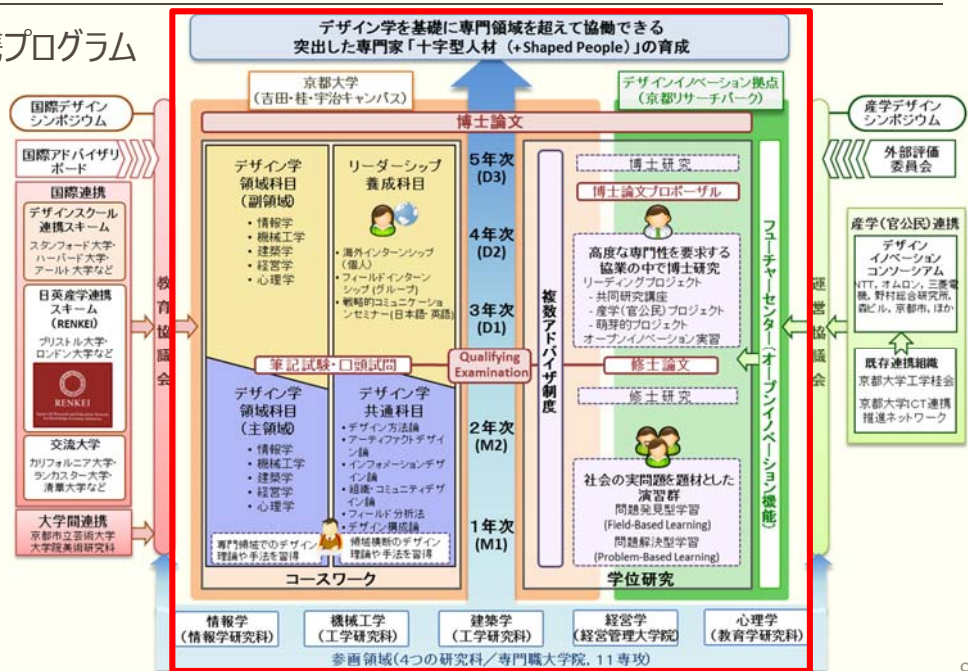 携プログラム
デザイン学を基礎に専門領域を超えて協働できる
突出した専門家「十字型人材 (+Shaped People)」の育成
京都大学
(吉田・桂・宇治キャンパス)
デザインイノベーション拠点
(京都リサーチパーク)
博士論文
国際デザイン
シンポジウム
国際アドバイザリ
ボード
国際連携
デザインスクール
連携スキーム
スタンフォード大学・
ハーバード大学・
アールト大学など
日英産学連携
スキーム
(RENKEI)
ブリストル大学・
ロンドン大学など
RENKEI
交流大学
カリフォルニア大学・
ランカスター大学・
清華大学など
大学間連携
京都市立芸術大学
大学院美術研究科
教育協議会
デザイン学
領域科目
(副領域)
・情報学
・機械工学
・建築学
・経営学
・心理学
リーダーシップ
養成科目
・海外インターンシップ
(個人)
・フィールドインターン
シップ(グループ)
・戦略的コミュニケーショ
ンセミナー(日本語・英語)
筆記試験・口頭試問
Qualifying
Examination
デザイン学
領域科目
(主領域)
・情報学
・機械工学
・建築学
・経営学
・心理学
専門領域でのデザイン
理論や手法を習得
デザイン学
共通科目
・デザイン方法論
・アーティファクトデザイ
ン論
・インフォメーションデザ
イン論
・組織・コミュニティデザ
イン論
・フィールド分析法
・デザイン構成論
領域横断のデザイン
理論や手法を習得
コースワーク
5年次
(D3)
4年次
(D2)
3年次
(D1)
2年次
(M2)
1年次
(M1)
複数アドバイザ制度
博士研究
博士論文プロポーザル
高度な専門性を要求する
協業の中で博士研究
リーディングプロジェクト
- 共同研究講座
- 産学(官公民)プロジェクト
- 萌芽的プロジェクト
オープンイノベーション実習
修士論文
修士研究
社会の実問題を題材とした
演習群
問題発見型学習
(Field-Based Learning)
問題解決型学習
(Problem-Based Learning)
学位研究
フューチャーセンター(オープンイノベーション機能)
運営協議会
産学デザイン
シンポジウム
外部評価
委員会
産学(官公民)連携
デザイン
イノベーション
コンソーシアム
NTT, オムロン, 三菱電
機, 野村総合研究所,
森ビル, 京都市, ほか
既存連携組織
京都大学工学桂会
京都大学ICT連携
推進ネットワーク
情報学
(情報学研究科)
機械工学
(工学研究科)
建築学
(工学研究科)
経営学
(経営管理大学院)
心理学
(教育学研究科)
参画領域(4つの研究科/専門職大学院, 11専攻)